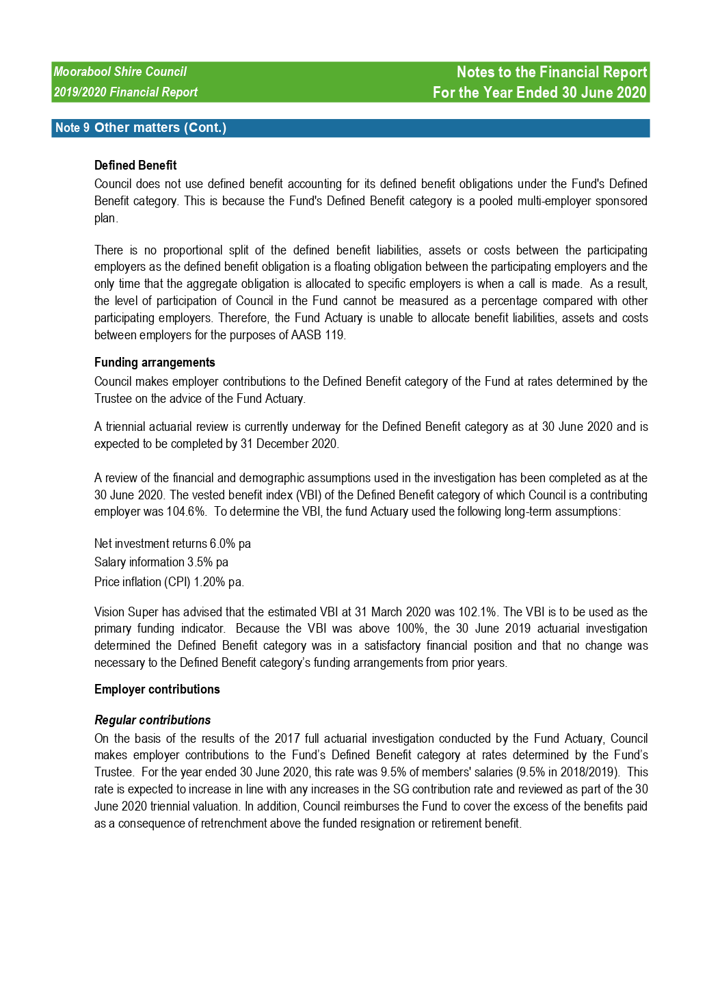 Moorabool Shire Council
Notes to the Financial Report
2019/2020 Financial Report
For the Year Ended 30 June 2020
Note 9 Other matters (Cont.)
Defined Benefit
Council does not use defined benefit accounting for its defined benefit obligations under the Fund's Defined
Benefit category. This is because the Fund's Defined Benefit category is a pooled multi-employer sponsored
plan.
There is no proportional split of the defined benefit liabilities, assets or costs between the participating
employers as the defined benefit obligation is a floating obligation between the participating employers and the
only time that the aggregate obligation is allocated to specific employers is when a call is made.  As a result,
the level of participation of Council in the Fund cannot be measured as a percentage compared with other
participating employers. Therefore, the Fund Actuary is unable to allocate benefit liabilities, assets and costs
between employers for the purposes of AASB 119.
Funding arrangements
Council makes employer contributions to the Defined Benefit category of the Fund at rates determined by the
Trustee on the advice of the Fund Actuary.
A triennial actuarial review is currently underway for the Defined Benefit category as at 30 June 2020 and is
expected to be completed by 31 December 2020.
A review of the financial and demographic assumptions used in the investigation has been completed as at the
30 June 2020. The vested benefit index (VBI) of the Defined Benefit category of which Council is a contributing
employer was 104.6%.  To determine the VBI, the fund Actuary used the following long-term assumptions:
Net investment returns 6.0% pa
Salary information 3.5% pa
Price inflation (CPI) 1.20% pa.
Vision Super has advised that the estimated VBI at 31 March 2020 was 102.1%. The VBI is to be used as the
primary funding indicator.  Because the VBI was above 100%, the 30 June 2019 actuarial investigation
determined the Defined Benefit category was in a satisfactory financial position and that no change was
necessary to the Defined Benefit category’s funding arrangements from prior years.
Employer contributions
Regular contributions
On the basis of the results of the 2017 full actuarial investigation conducted by the Fund Actuary, Council
makes employer contributions to the Fund’s Defined Benefit category at rates determined by the Fund’s
Trustee.  For the year ended 30 June 2020, this rate was 9.5% of members' salaries (9.5% in 2018/2019).  This
rate is expected to increase in line with any increases in the SG contribution rate and reviewed as part of the 30
June 2020 triennial valuation. In addition, Council reimburses the Fund to cover the excess of the benefits paid
as a consequence of retrenchment above the funded resignation or retirement benefit.